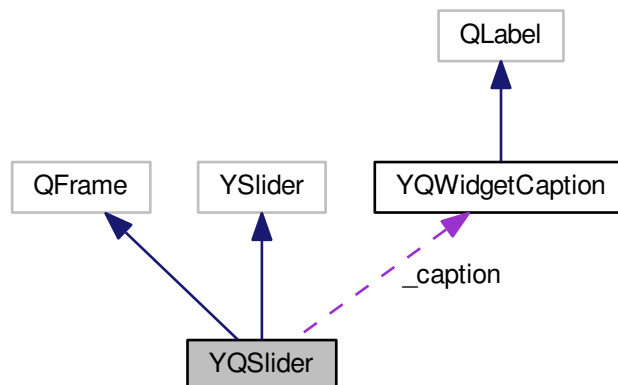 QLabel
QFrame
YSlider
YQWidgetCaption
_caption
YQSlider